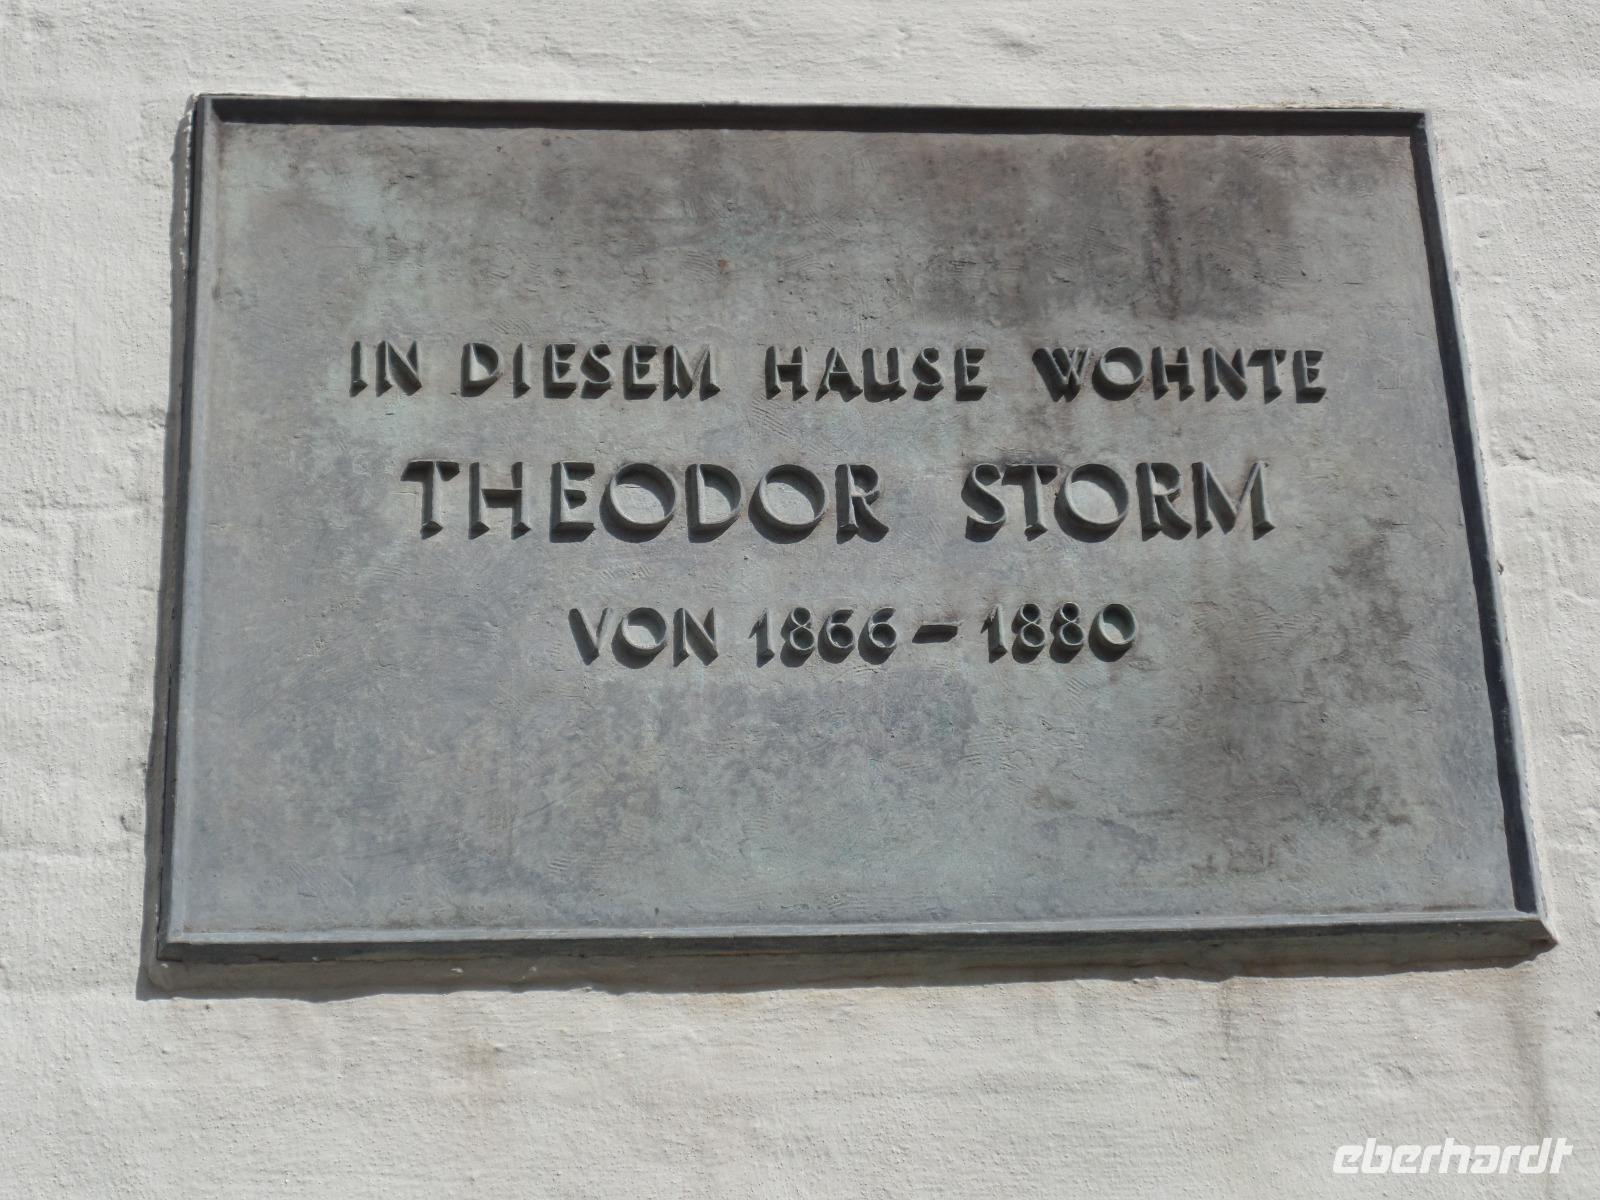 IN DIESEM HAUSE WOHNTE
THEODOR STORM
VON 1866 – 1880
eberhardt